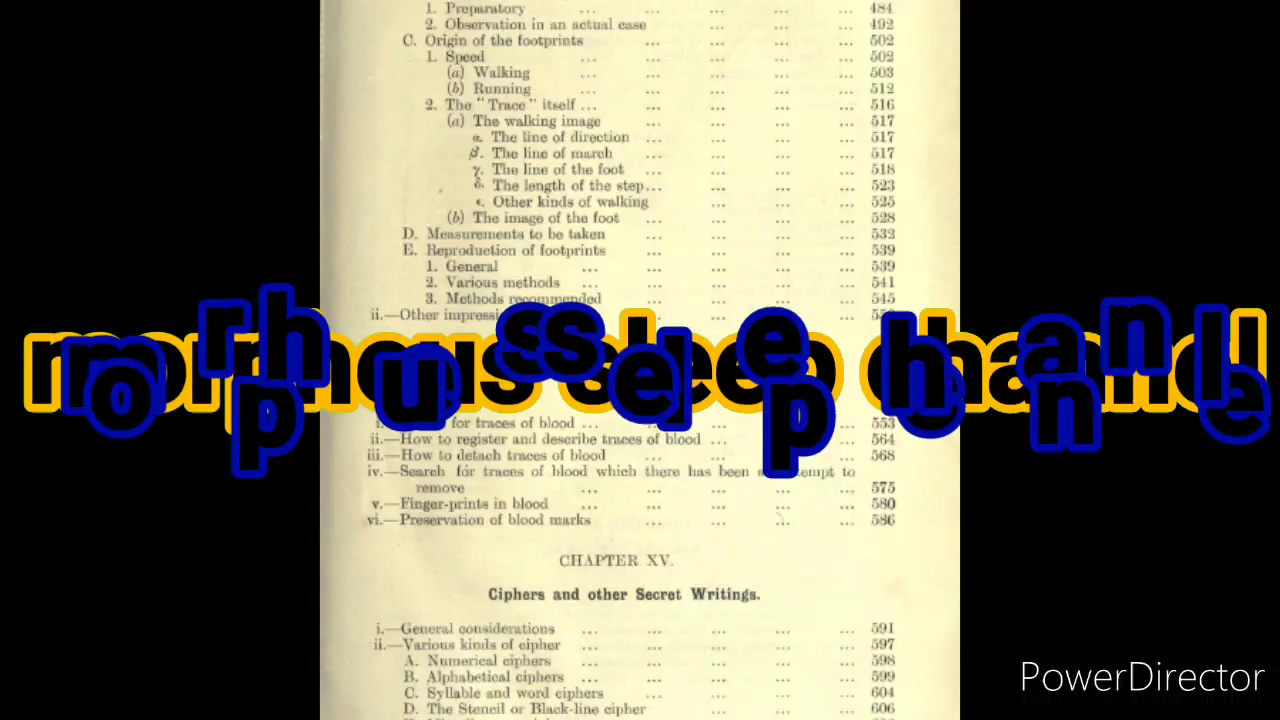 1. Preparatory ... ... ... ... ... 484
2. Observation in an actual case ... ... ... 492
C. Origin of the footprints ... ... ... ... 502
1. Speed ... ... ... ... ... 502
(a) Walking ... ... ... ... ... 503
(b) Running ... ... ... ... ... 512
2. The "Trace" itself ... ... ... ... ... 516
(a) The walking image ... ... ... ... 517
α. The line of direction ... ... ... ... 517
β. The line of march ... ... ... ... 517
γ. The line of the foot ... ... ... ... 518
δ. The length of the step... ... ... ... 523
ε. Other kinds of walking ... ... ... 525
(b) The image of the foot ... ... ... ... 528
D. Measurements to be taken ... ... ... ... 532
E. Reproduction of footprints ... ... ... ... 539
1. General ... ... ... ... ... 539
2. Various methods ... ... ... ... ... 541
3. Methods recommended ... ... ... ... 545
ii.—Other
morpheus sleep channel
for traces of blood ... ... ... ... ... 553
ii.—How to register and describe traces of blood ... ... ... 564
iii.—How to detach traces of blood ... ... ... ... 568
iv.—Search for traces of blood which there has been to
remove ... ... ... ... ... 575
v.—Finger-prints in blood ... ... ... ... ... 580
vi.—Preservation of blood marks ... ... ... ... 586
CHAPTER XV.
Ciphers and other Secret Writings.
i.—General considerations ... ... ... ... ... 591
ii.—Various kinds of cipher ... ... ... ... ... 597
A. Numerical ciphers ... ... ... ... ... 598
B. Alphabetical ciphers ... ... ... ... ... 599
C. Syllable and word ciphers ... ... ... ... 604
D. The Stencil or Black-line cipher ... ... ... 606
PowerDirector